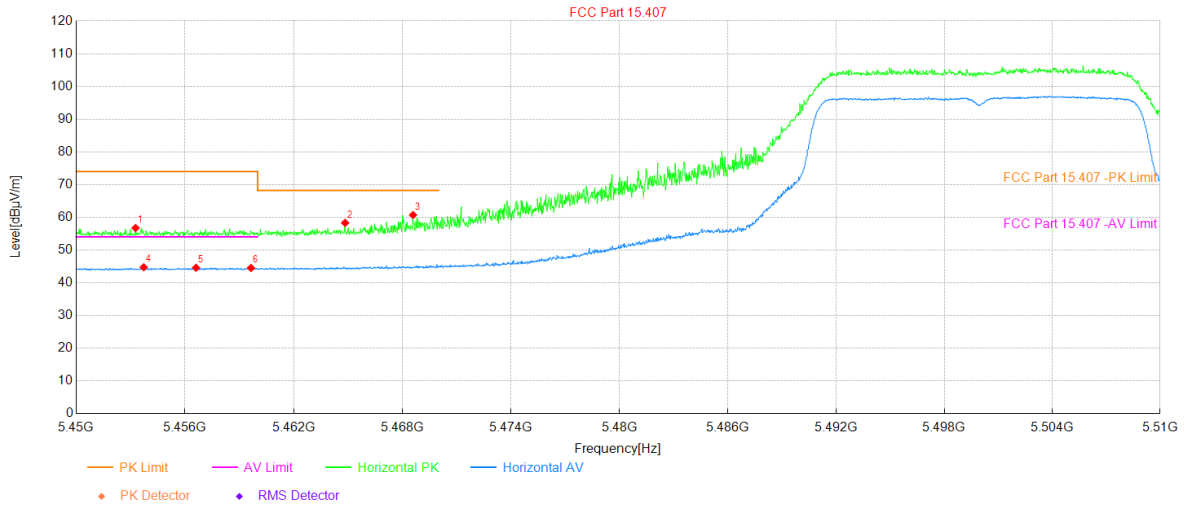 FCC Part 15.407
120
110
100
90
80
70
60
50
40
30
20
10
0
Level[dBμV/m]
1
2
3
4
5
6
FCC Part 15.407 -PK Limit
FCC Part 15.407 -AV Limit
5.45G 5.456G 5.462G 5.468G 5.474G 5.48G 5.486G 5.492G 5.498G 5.504G 5.51G
Frequency[Hz]
PK Limit AV Limit Horizontal PK Horizontal AV
PK Detector RMS Detector